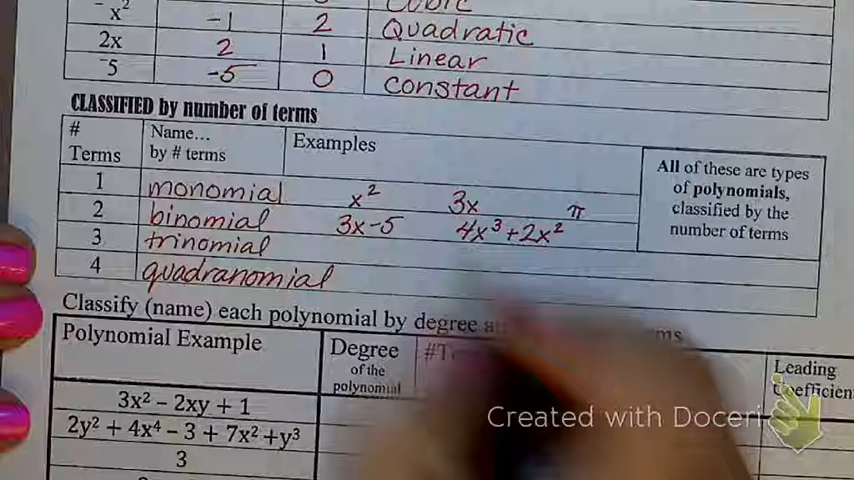 -x² -1 2 Quadratic
2x 2 1 Linear
-5 -5 0 constant
CLASSIFIED by number of terms
# Terms Name... by # terms Examples
1 monomial x² 3x π
2 binomial 3x-5 4x³+2x²
3 trinomial
4 quadranomial
All of these are types
of polynomials,
classified by the
number of terms
Classify (name) each polynomial by degree terms
Polynomial Example Degree of the polynomial Leading Coefficient
3x² – 2xy + 1
2y² + 4x⁴ – 3 + 7x² +y³
3
Created with Doceri